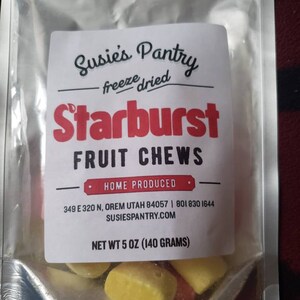 Susie's Pantry
freeze
dried
Starburst
FRUIT CHEWS
HOME PRODUCED
349 E 320 N, OREM UTAH 84057 | 801 830 1644
SUSIESPANTRY.COM
NET WT 5 OZ (140 GRAMS)